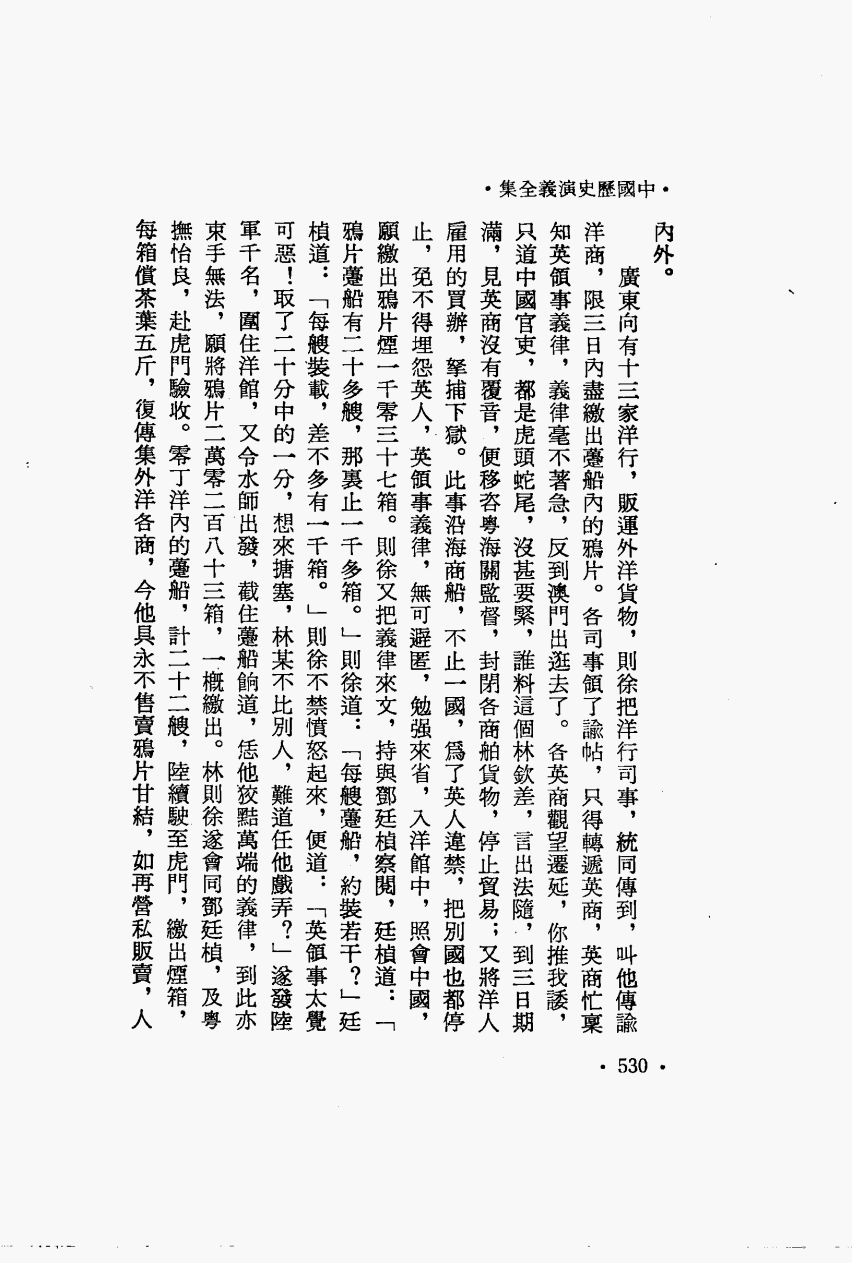 •中國歷史演義全集•
內外。
廣東向有十三家洋行，販運外洋貨物，則徐把洋行司事，統同傳到，叫他傳諭
洋商，限三日內盡繳出躉船內的鴉片。各司事領了諭帖，只得轉遞英商，英商忙稟
知英領事義律，義律毫不著急，反到澳門出逛去了。各英商觀望遷延，你推我諉，
只道中國官吏，都是虎頭蛇尾，沒甚要緊，誰料這個林欽差，言出法隨，到三日期
滿，見英商沒有覆音，便移咨粵海關監督，封閉各商舶貨物，停止貿易；又將洋人
雇用的買辦，拏捕下獄。此事沿海商船，不止一國，爲了英人違禁，把別國也都停
止，免不得埋怨英人，英領事義律，無可避匿，勉强來省，入洋館中，照會中國，
願繳出鴉片煙一千零三十七箱。則徐又把義律來文，持與鄧廷楨察閱，廷楨道：「
鴉片躉船有二十多艘，那裏止一千多箱。」則徐道：「每艘躉船，約裝若干？」廷
楨道：「每艘裝載，差不多有一千箱。」則徐不禁憤怒起來，便道：「英領事太覺
可惡！取了二十分中的一分，想來搪塞，林某不比別人，難道任他戲弄？」遂發陸
軍千名，圍住洋館，又令水師出發，截住躉船餉道，恁他狡黠萬端的義律，到此亦
束手無法，願將鴉片二萬零二百八十三箱，一概繳出。林則徐遂會同鄧廷楨，及粵
撫怡良，赴虎門驗收。零丁洋內的躉船，計二十二艘，陸續駛至虎門，繳出煙箱，
每箱償茶葉五斤，復傳集外洋各商，今他具永不售賣鴉片甘結，如再營私販賣，人
• 530 •